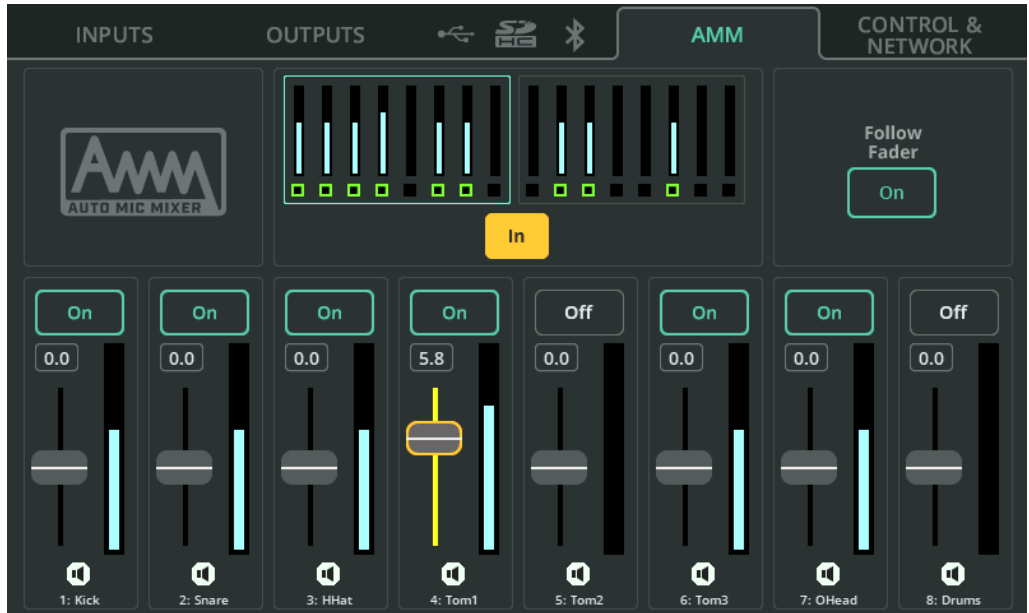 INPUTS
OUTPUTS
SD
HC
AMM
CONTROL &
NETWORK
AMM
AUTO MIC MIXER
In
Follow
Fader
On
On
On
On
On
Off
On
On
Off
0.0
0.0
0.0
5.8
0.0
0.0
0.0
0.0
1: Kick
2: Snare
3: HHat
4: Tom1
5: Tom2
6: Tom3
7: OHead
8: Drums